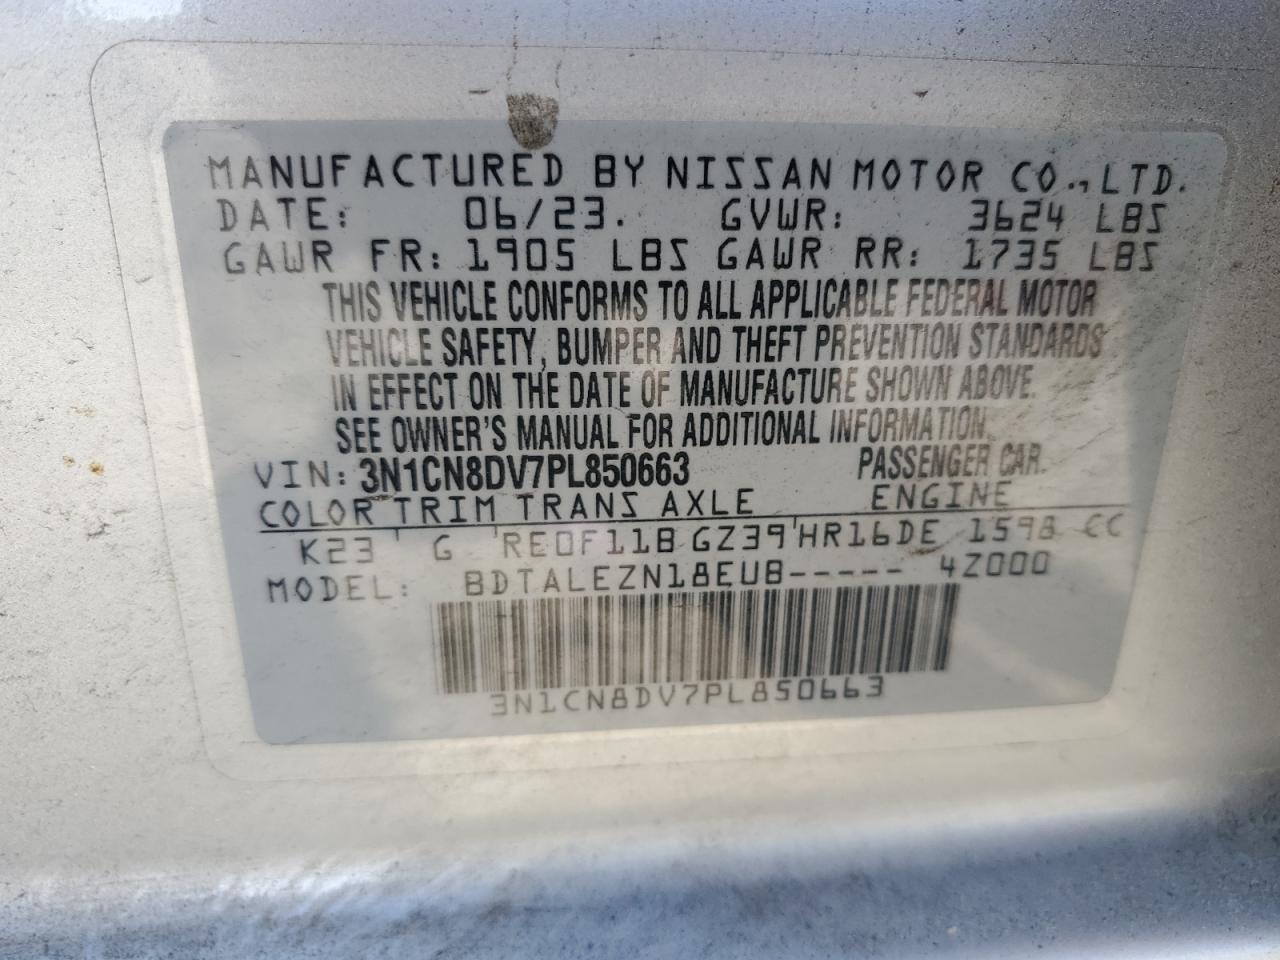 MANUFACTURED BY NISSAN MOTOR CO., LTD.
DATE: 06/23. GVWR: 3624 LBS
GAWR FR: 1905 LBS GAWR RR: 1735 LBS
THIS VEHICLE CONFORMS TO ALL APPLICABLE FEDERAL MOTOR
VEHICLE SAFETY, BUMPER AND THEFT PREVENTION STANDARDS
IN EFFECT ON THE DATE OF MANUFACTURE SHOWN ABOVE.
SEE OWNER'S MANUAL FOR ADDITIONAL INFORMATION.
VIN: 3N1CN8DV7PL850663 PASSENGER CAR.
COLOR TRIM TRANS AXLE ENGINE
K23 G RE0F11B GZ39 HR16DE 1598 CC
MODEL: BDTALEZN18EUB----- 4Z000
3N1CN8DV7PL850663